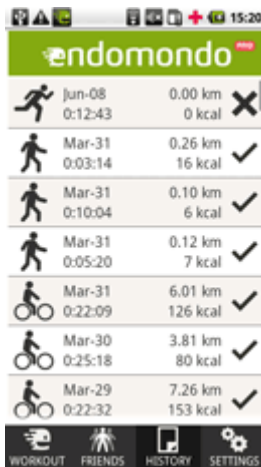 15:20
endomondo PRO
Jun-08 0.00 km
0:12:43 0 kcal
Mar-31 0.26 km
0:03:14 16 kcal
Mar-31 0.10 km
0:10:04 6 kcal
Mar-31 0.12 km
0:05:20 7 kcal
Mar-31 6.01 km
0:22:09 126 kcal
Mar-30 3.81 km
0:25:18 80 kcal
Mar-29 7.26 km
0:22:32 153 kcal
WORKOUT FRIENDS HISTORY SETTINGS